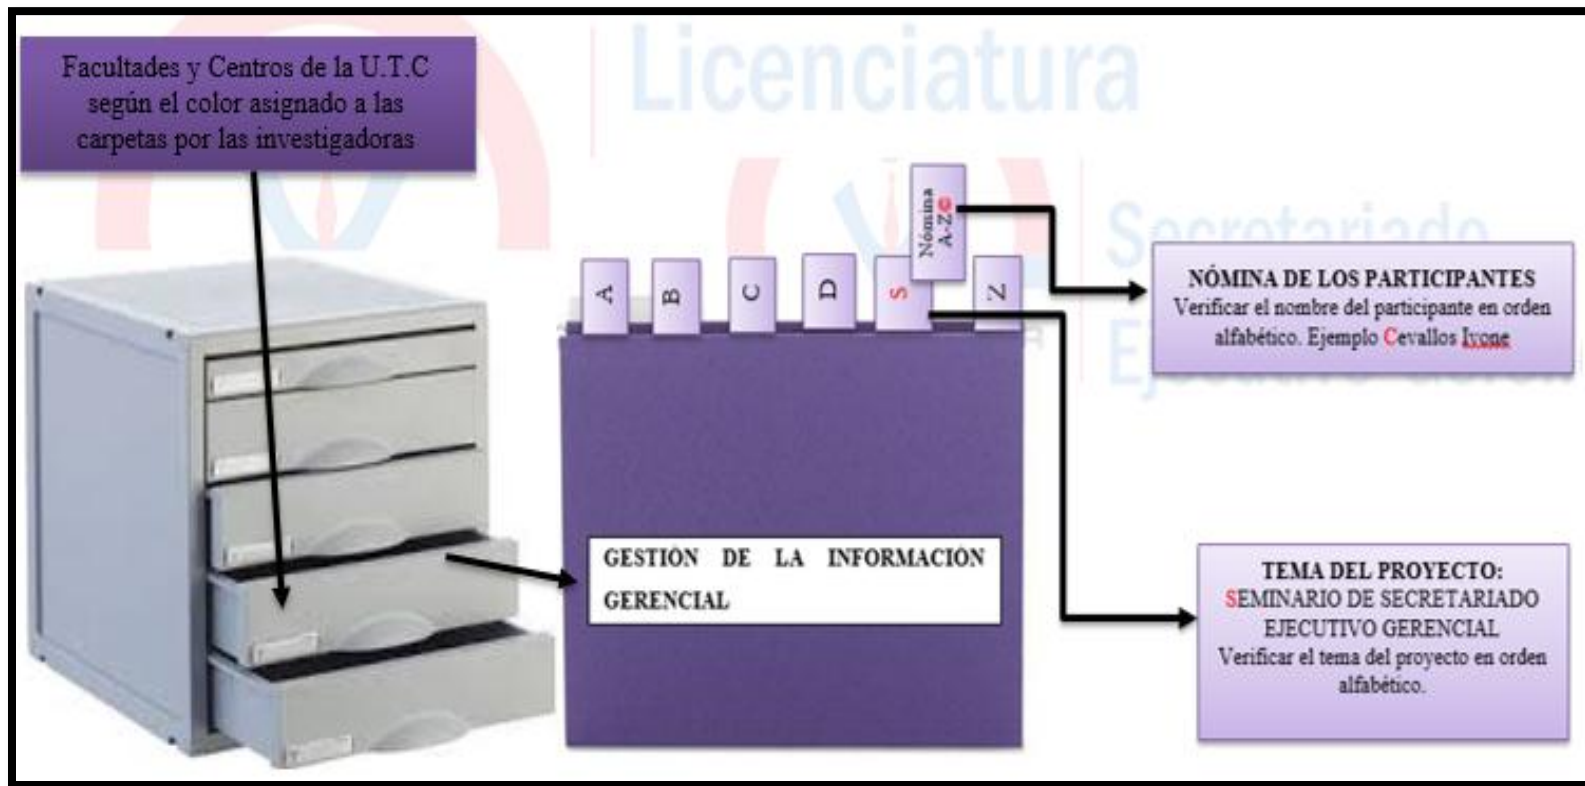 Licenciatura
Facultades y Centros de la U.T.C
según el color asignado a las
carpetas por las investigadoras
Nómina
A-Z©
A
B
C
D
S
Z
Secretariado
NÓMINA DE LOS PARTICIPANTES
Verificar el nombre del participante en orden
alfabético. Ejemplo Cevallos Ivone
GESTIÓN DE LA INFORMACIÓN
GERENCIAL
TEMA DEL PROYECTO:
SEMINARIO DE SECRETARIADO
EJECUTIVO GERENCIAL
Verificar el tema del proyecto en orden
alfabético.